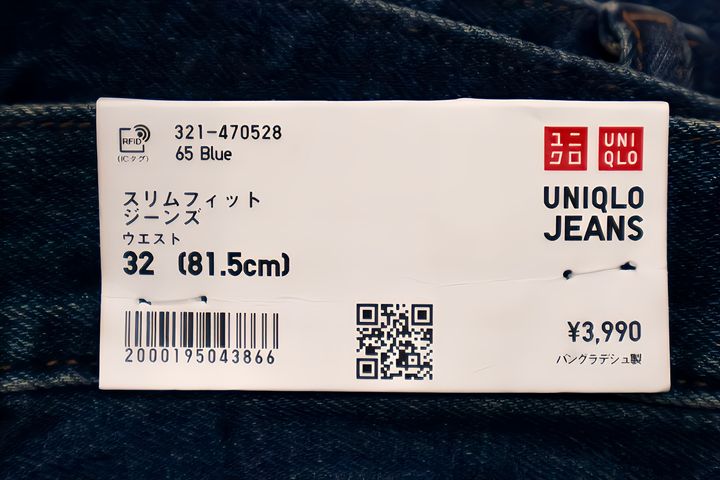 RFiD
(ICタグ)
321-470528
65 Blue
ユニクロ
UNIQLO
UNIQLO
JEANS
スリムフィット
ジーンズ
ウエスト
32 (81.5cm)
2000195043866
¥3,990
バングラデシュ製